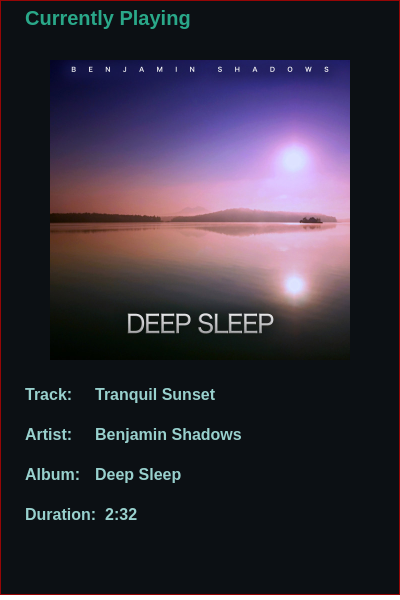 Currently Playing
BENJAMIN SHADOWS
DEEP SLEEP
Track: Tranquil Sunset
Artist: Benjamin Shadows
Album: Deep Sleep
Duration: 2:32